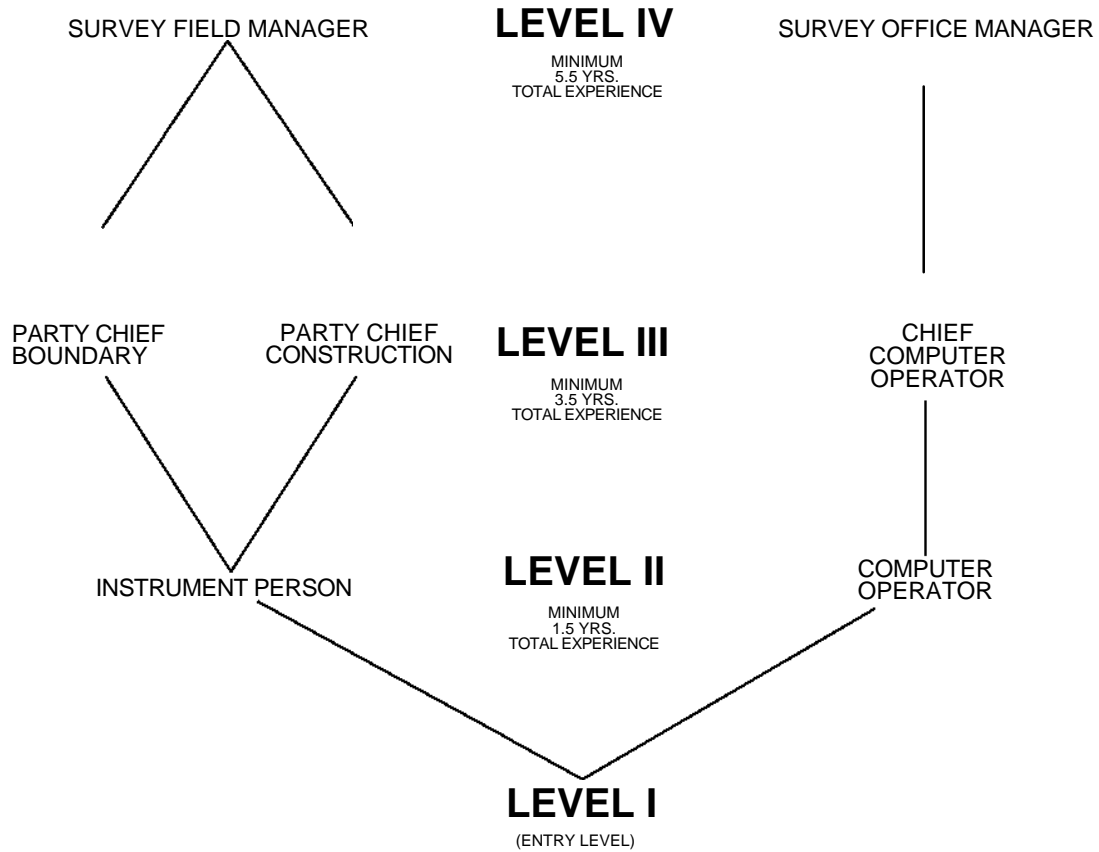 SURVEY FIELD MANAGER
LEVEL IV
MINIMUM
5.5 YRS.
TOTAL EXPERIENCE
SURVEY OFFICE MANAGER
PARTY CHIEF
BOUNDARY
PARTY CHIEF
CONSTRUCTION
LEVEL III
MINIMUM
3.5 YRS.
TOTAL EXPERIENCE
CHIEF
COMPUTER
OPERATOR
INSTRUMENT PERSON
LEVEL II
MINIMUM
1.5 YRS.
TOTAL EXPERIENCE
COMPUTER
OPERATOR
LEVEL I
(ENTRY LEVEL)